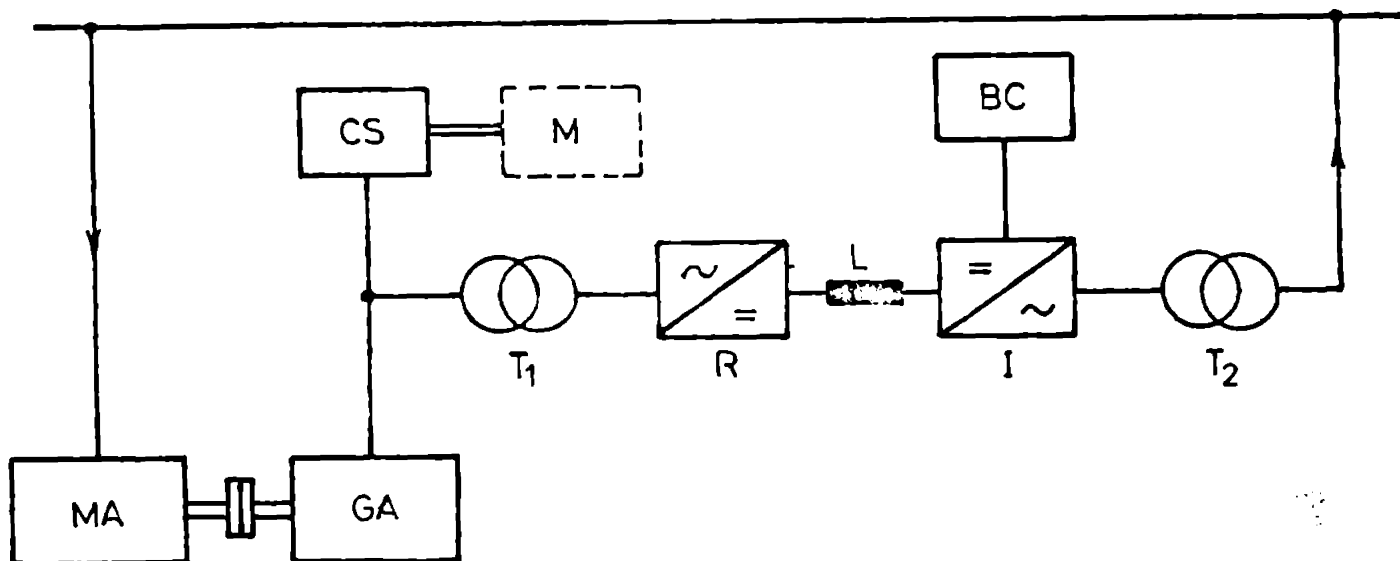 CS
M
BC
~
=
L
=
~
T1
R
I
T2
MA
GA